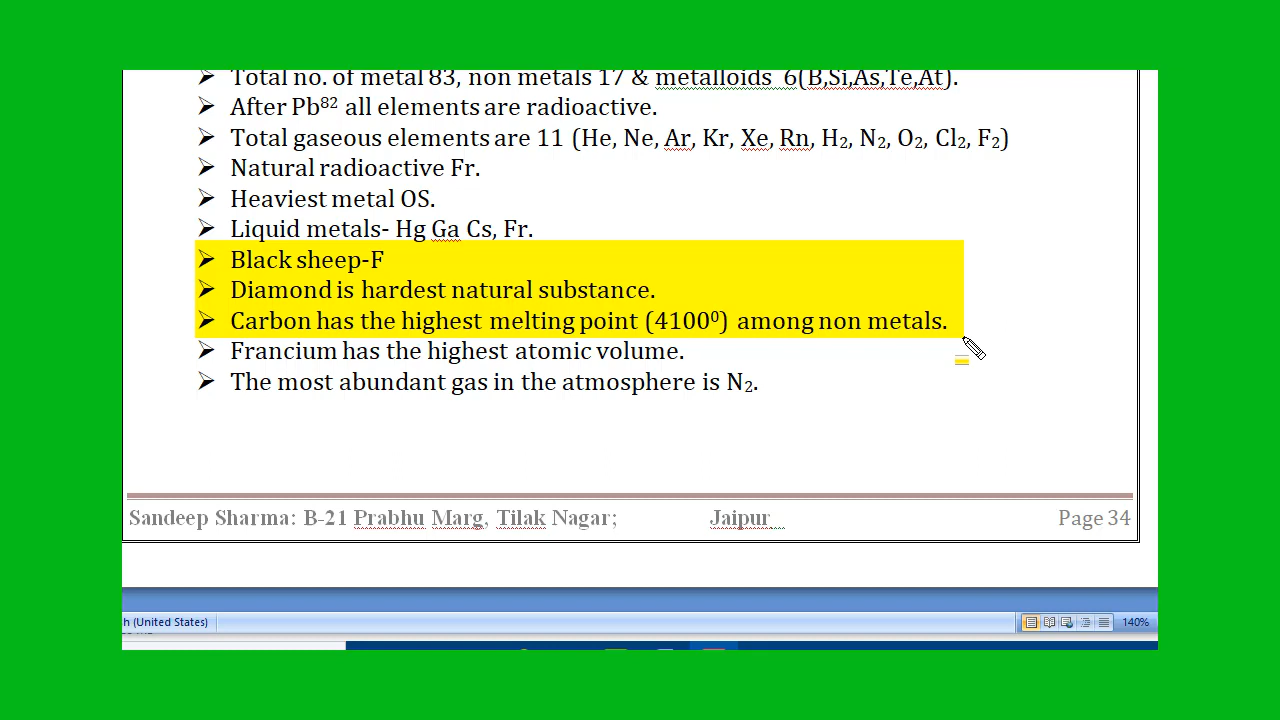 ➢ Total no. of metal 83, non metals 17 & metalloids 6(B,Si,As,Te,At).
➢ After Pb⁸² all elements are radioactive.
➢ Total gaseous elements are 11 (He, Ne, Ar, Kr, Xe, Rn, H₂, N₂, O₂, Cl₂, F₂)
➢ Natural radioactive Fr.
➢ Heaviest metal OS.
➢ Liquid metals- Hg Ga Cs, Fr.
➢ Black sheep-F
➢ Diamond is hardest natural substance.
➢ Carbon has the highest melting point (4100⁰) among non metals.
➢ Francium has the highest atomic volume.
➢ The most abundant gas in the atmosphere is N₂.
Sandeep Sharma: B-21 Prabhu Marg, Tilak Nagar; Jaipur Page 34
h (United States) 140%